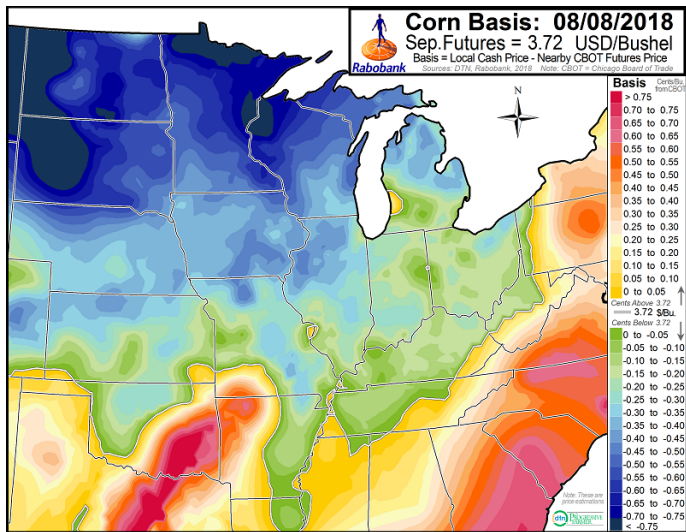 Corn Basis: 08/08/2018
Sep.Futures = 3.72 USD/Bushel
Basis = Local Cash Price - Nearby CBOT Futures Price
Sources: DTN, Rabobank, 2018 Note: CBOT = Chicago Board of Trade
Rabobank
N
Basis Cents/Bu. from CBOT
> 0.75
0.70 to 0.75
0.65 to 0.70
0.60 to 0.65
0.55 to 0.60
0.50 to 0.55
0.45 to 0.50
0.40 to 0.45
0.35 to 0.40
0.30 to 0.35
0.25 to 0.30
0.20 to 0.25
0.15 to 0.20
0.10 to 0.15
0.05 to 0.10
0 to 0.05
Cents Above 3.72
3.72 $/Bu.
Cents Below 3.72
0 to -0.05
-0.05 to -0.10
-0.10 to -0.15
-0.15 to -0.20
-0.20 to -0.25
-0.25 to -0.30
-0.30 to -0.35
-0.35 to -0.40
-0.40 to -0.45
-0.45 to -0.50
-0.50 to -0.55
-0.55 to -0.60
-0.60 to -0.65
-0.65 to -0.70
-0.70 to -0.75
< -0.75
Note: These are
price estimations
dtn Progressive Farmer